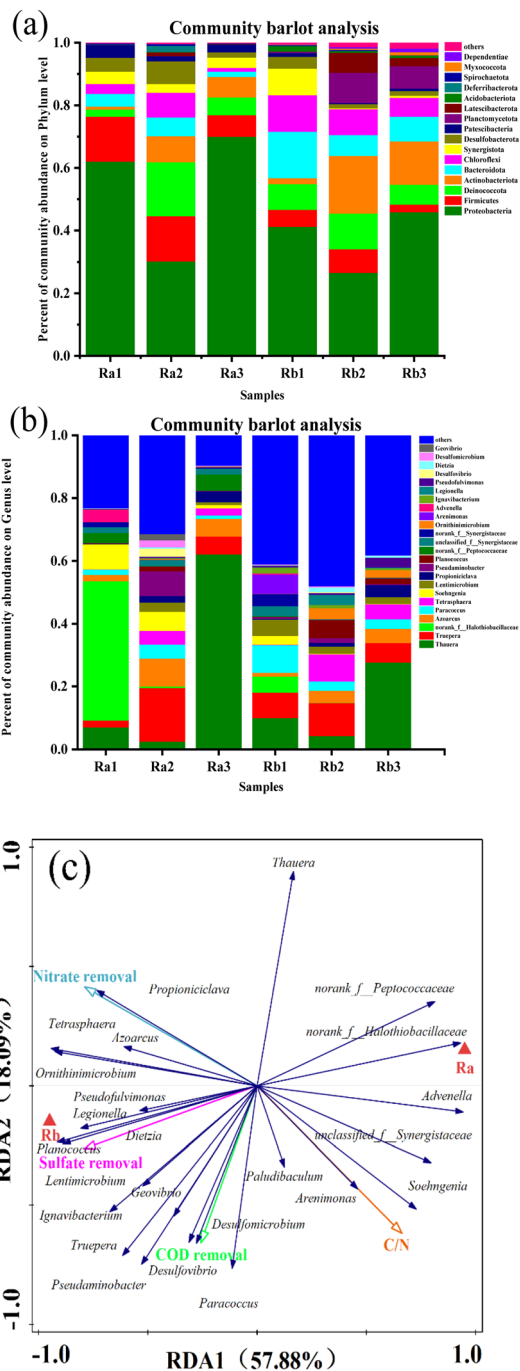 (a)
Community barlot analysis
Percent of community abundance on Phylum level
1.0
0.8
0.6
0.4
0.2
0.0
Ra1 Ra2 Ra3 Rb1 Rb2 Rb3
Samples
others
Dependentiae
Myxococcota
Spirochaetota
Deferribacterota
Acidobacteriota
Latescibacterota
Planctomycetota
Patescibacteria
Desulfobacterota
Synergistota
Chloroflexi
Bacteroidota
Actinobacteriota
Deinococcota
Firmicutes
Proteobacteria
(b)
Community barlot analysis
Percent of community abundance on Genus level
1.0
0.8
0.6
0.4
0.2
0.0
Ra1 Ra2 Ra3 Rb1 Rb2 Rb3
Samples
others
Geovibrio
Desulfomicrobium
Dietzia
Desulfovibrio
Pseudofulvimonas
Legionella
Ignavibacterium
Advenella
Arenimonas
Ornithinimicrobium
norank_f__Synergistaceae
unclassified_f__Synergistaceae
norank_f__Peptococcaceae
Planococcus
Pseudaminobacter
Propioniciclava
Lentimicrobium
Soehngenia
Tetrasphaera
Paracoccus
Azoarcus
norank_f__Halothiobacillaceae
Truepera
Thauera
(c)
1.0
Thauera
Nitrate removal
Propioniciclava
norank_f__Peptococcaceae
Tetrasphaera
Azoarcus
norank_f__Halothiobacillaceae
Ra
Ornithinimicrobium
Pseudofulvimonas
Advenella
Legionella
Rb
Dietzia
unclassified_f__Synergistaceae
Planococcus
Sulfate removal
Lentimicrobium
Geovibrio
Paludibaculum
Soehngenia
Arenimonas
Ignavibacterium
Desulfomicrobium
Truepera
COD removal
C/N
Desulfovibrio
Pseudaminobacter
Paracoccus
RDA2（18.09%）
-1.0
-1.0 1.0
RDA1（57.88%）